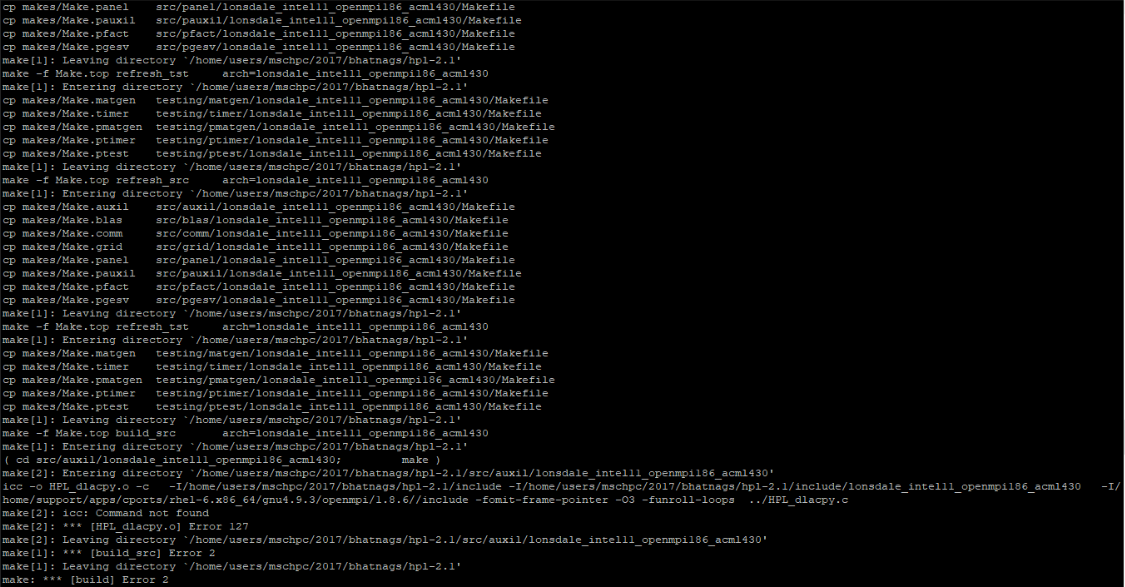 cp makes/Make.panel    src/panel/lonsdale_intel11_openmpi186_acml430/Makefile
cp makes/Make.pauxil   src/pauxil/lonsdale_intel11_openmpi186_acml430/Makefile
cp makes/Make.pfact    src/pfact/lonsdale_intel11_openmpi186_acml430/Makefile
cp makes/Make.pgesv    src/pgesv/lonsdale_intel11_openmpi186_acml430/Makefile
make[1]: Leaving directory `/home/users/mschpc/2017/bhatnags/hpl-2.1'
make -f Make.top refresh_tst     arch=lonsdale_intel11_openmpi186_acml430
make[1]: Entering directory `/home/users/mschpc/2017/bhatnags/hpl-2.1'
cp makes/Make.matgen   testing/matgen/lonsdale_intel11_openmpi186_acml430/Makefile
cp makes/Make.timer    testing/timer/lonsdale_intel11_openmpi186_acml430/Makefile
cp makes/Make.pmatgen  testing/pmatgen/lonsdale_intel11_openmpi186_acml430/Makefile
cp makes/Make.ptimer   testing/ptimer/lonsdale_intel11_openmpi186_acml430/Makefile
cp makes/Make.ptest    testing/ptest/lonsdale_intel11_openmpi186_acml430/Makefile
make[1]: Leaving directory `/home/users/mschpc/2017/bhatnags/hpl-2.1'
make -f Make.top refresh_src     arch=lonsdale_intel11_openmpi186_acml430
make[1]: Entering directory `/home/users/mschpc/2017/bhatnags/hpl-2.1'
cp makes/Make.auxil    src/auxil/lonsdale_intel11_openmpi186_acml430/Makefile
cp makes/Make.blas     src/blas/lonsdale_intel11_openmpi186_acml430/Makefile
cp makes/Make.comm     src/comm/lonsdale_intel11_openmpi186_acml430/Makefile
cp makes/Make.grid     src/grid/lonsdale_intel11_openmpi186_acml430/Makefile
cp makes/Make.panel    src/panel/lonsdale_intel11_openmpi186_acml430/Makefile
cp makes/Make.pauxil   src/pauxil/lonsdale_intel11_openmpi186_acml430/Makefile
cp makes/Make.pfact    src/pfact/lonsdale_intel11_openmpi186_acml430/Makefile
cp makes/Make.pgesv    src/pgesv/lonsdale_intel11_openmpi186_acml430/Makefile
make[1]: Leaving directory `/home/users/mschpc/2017/bhatnags/hpl-2.1'
make -f Make.top refresh_tst     arch=lonsdale_intel11_openmpi186_acml430
make[1]: Entering directory `/home/users/mschpc/2017/bhatnags/hpl-2.1'
cp makes/Make.matgen   testing/matgen/lonsdale_intel11_openmpi186_acml430/Makefile
cp makes/Make.timer    testing/timer/lonsdale_intel11_openmpi186_acml430/Makefile
cp makes/Make.pmatgen  testing/pmatgen/lonsdale_intel11_openmpi186_acml430/Makefile
cp makes/Make.ptimer   testing/ptimer/lonsdale_intel11_openmpi186_acml430/Makefile
cp makes/Make.ptest    testing/ptest/lonsdale_intel11_openmpi186_acml430/Makefile
make[1]: Leaving directory `/home/users/mschpc/2017/bhatnags/hpl-2.1'
make -f Make.top build_src       arch=lonsdale_intel11_openmpi186_acml430
make[1]: Entering directory `/home/users/mschpc/2017/bhatnags/hpl-2.1'
( cd src/auxil/lonsdale_intel11_openmpi186_acml430;         make )
make[2]: Entering directory `/home/users/mschpc/2017/bhatnags/hpl-2.1/src/auxil/lonsdale_intel11_openmpi186_acml430'
icc -o HPL_dlacpy.o -c   -I/home/users/mschpc/2017/bhatnags/hpl-2.1/include -I/home/users/mschpc/2017/bhatnags/hpl-2.1/include/lonsdale_intel11_openmpi186_acml430   -I/
home/support/apps/cports/rhel-6.x86_64/gnu4.9.3/openmpi/1.8.6//include -fomit-frame-pointer -O3 -funroll-loops  ../HPL_dlacpy.c
make[2]: icc: Command not found
make[2]: *** [HPL_dlacpy.o] Error 127
make[2]: Leaving directory `/home/users/mschpc/2017/bhatnags/hpl-2.1/src/auxil/lonsdale_intel11_openmpi186_acml430'
make[1]: *** [build_src] Error 2
make[1]: Leaving directory `/home/users/mschpc/2017/bhatnags/hpl-2.1'
make: *** [build] Error 2